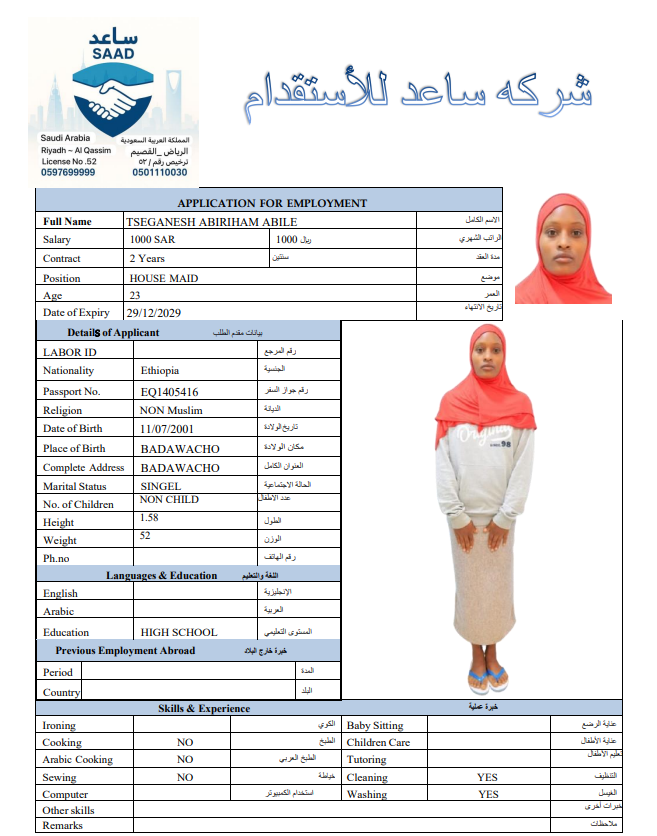 ساعد
SAAD
Saudi Arabia المملكة العربية السعودية
Riyadh ~ Al Qassim الرياض _القصيم
License No .52 ترخيص رقم / ٥٢
0597699999 0501110030
شركه ساعد للأستقدام
APPLICATION FOR EMPLOYMENT
Full Name TSEGANESH ABIRIHAM ABILE الاسم الكامل
Salary 1000 SAR 1000 ريال الراتب الشهري
Contract 2 Years سنتين مدة العقد
Position HOUSE MAID موضع
Age 23 العمر
Date of Expiry 29/12/2029 تاريخ الانتهاء
Details of Applicant بيانات مقدم الطلب
LABOR ID رقم المرجع
Nationality Ethiopia الجنسية
Passport No. EQ1405416 رقم جواز السفر
Religion NON Muslim الديانة
Date of Birth 11/07/2001 تاريخ الولادة
Place of Birth BADAWACHO مكان الولادة
Complete Address BADAWACHO العنوان الكامل
Marital Status SINGEL الحالة الاجتماعية
No. of Children NON CHILD عدد الاطفال
Height 1.58 الطول
Weight 52 الوزن
Ph.no رقم الهاتف
Languages & Education اللغة والتعليم
English الإنجليزية
Arabic العربية
Education HIGH SCHOOL المستوى التعليمي
Previous Employment Abroad خبرة خارج البلاد
Period المدة
Country البلد
Original
98
Skills & Experience خبرة عملية
Ironing الكوي Baby Sitting عناية الرضع
Cooking NO الطبخ Children Care عناية الأطفال
Arabic Cooking NO الطبخ العربي Tutoring تعليم الأطفال
Sewing NO خياطة Cleaning YES التنظيف
Computer استخدام الكمبيوتر Washing YES الغيسل
Other skills خبرات أخرى
Remarks ملاحظات